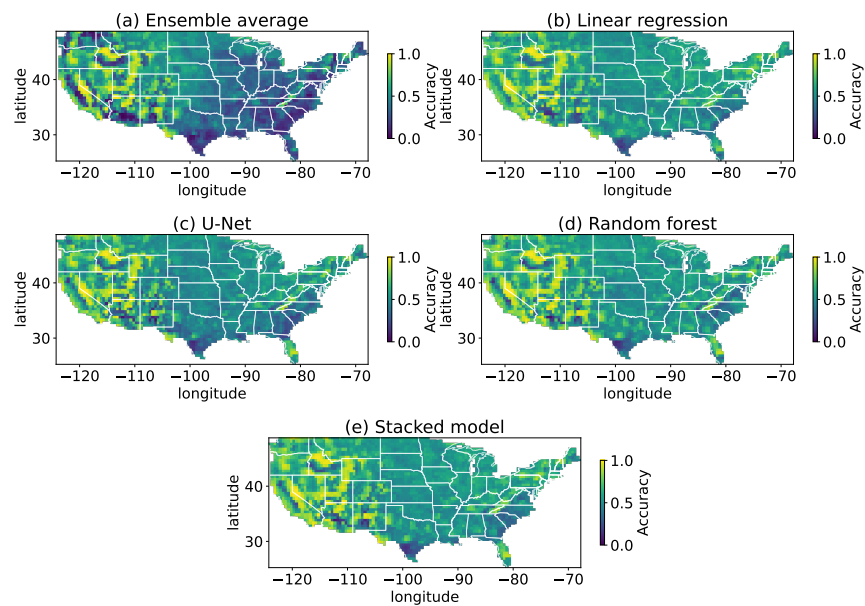 (a) Ensemble average
40
30
latitude
−120 −110 −100 −90 −80 −70
longitude
1.0
0.5
0.0
Accuracy
(b) Linear regression
40
30
latitude
−120 −110 −100 −90 −80 −70
longitude
1.0
0.5
0.0
Accuracy
(c) U-Net
40
30
latitude
−120 −110 −100 −90 −80 −70
longitude
1.0
0.5
0.0
Accuracy
(d) Random forest
40
30
latitude
−120 −110 −100 −90 −80 −70
longitude
1.0
0.5
0.0
Accuracy
(e) Stacked model
40
30
latitude
−120 −110 −100 −90 −80 −70
longitude
1.0
0.5
0.0
Accuracy